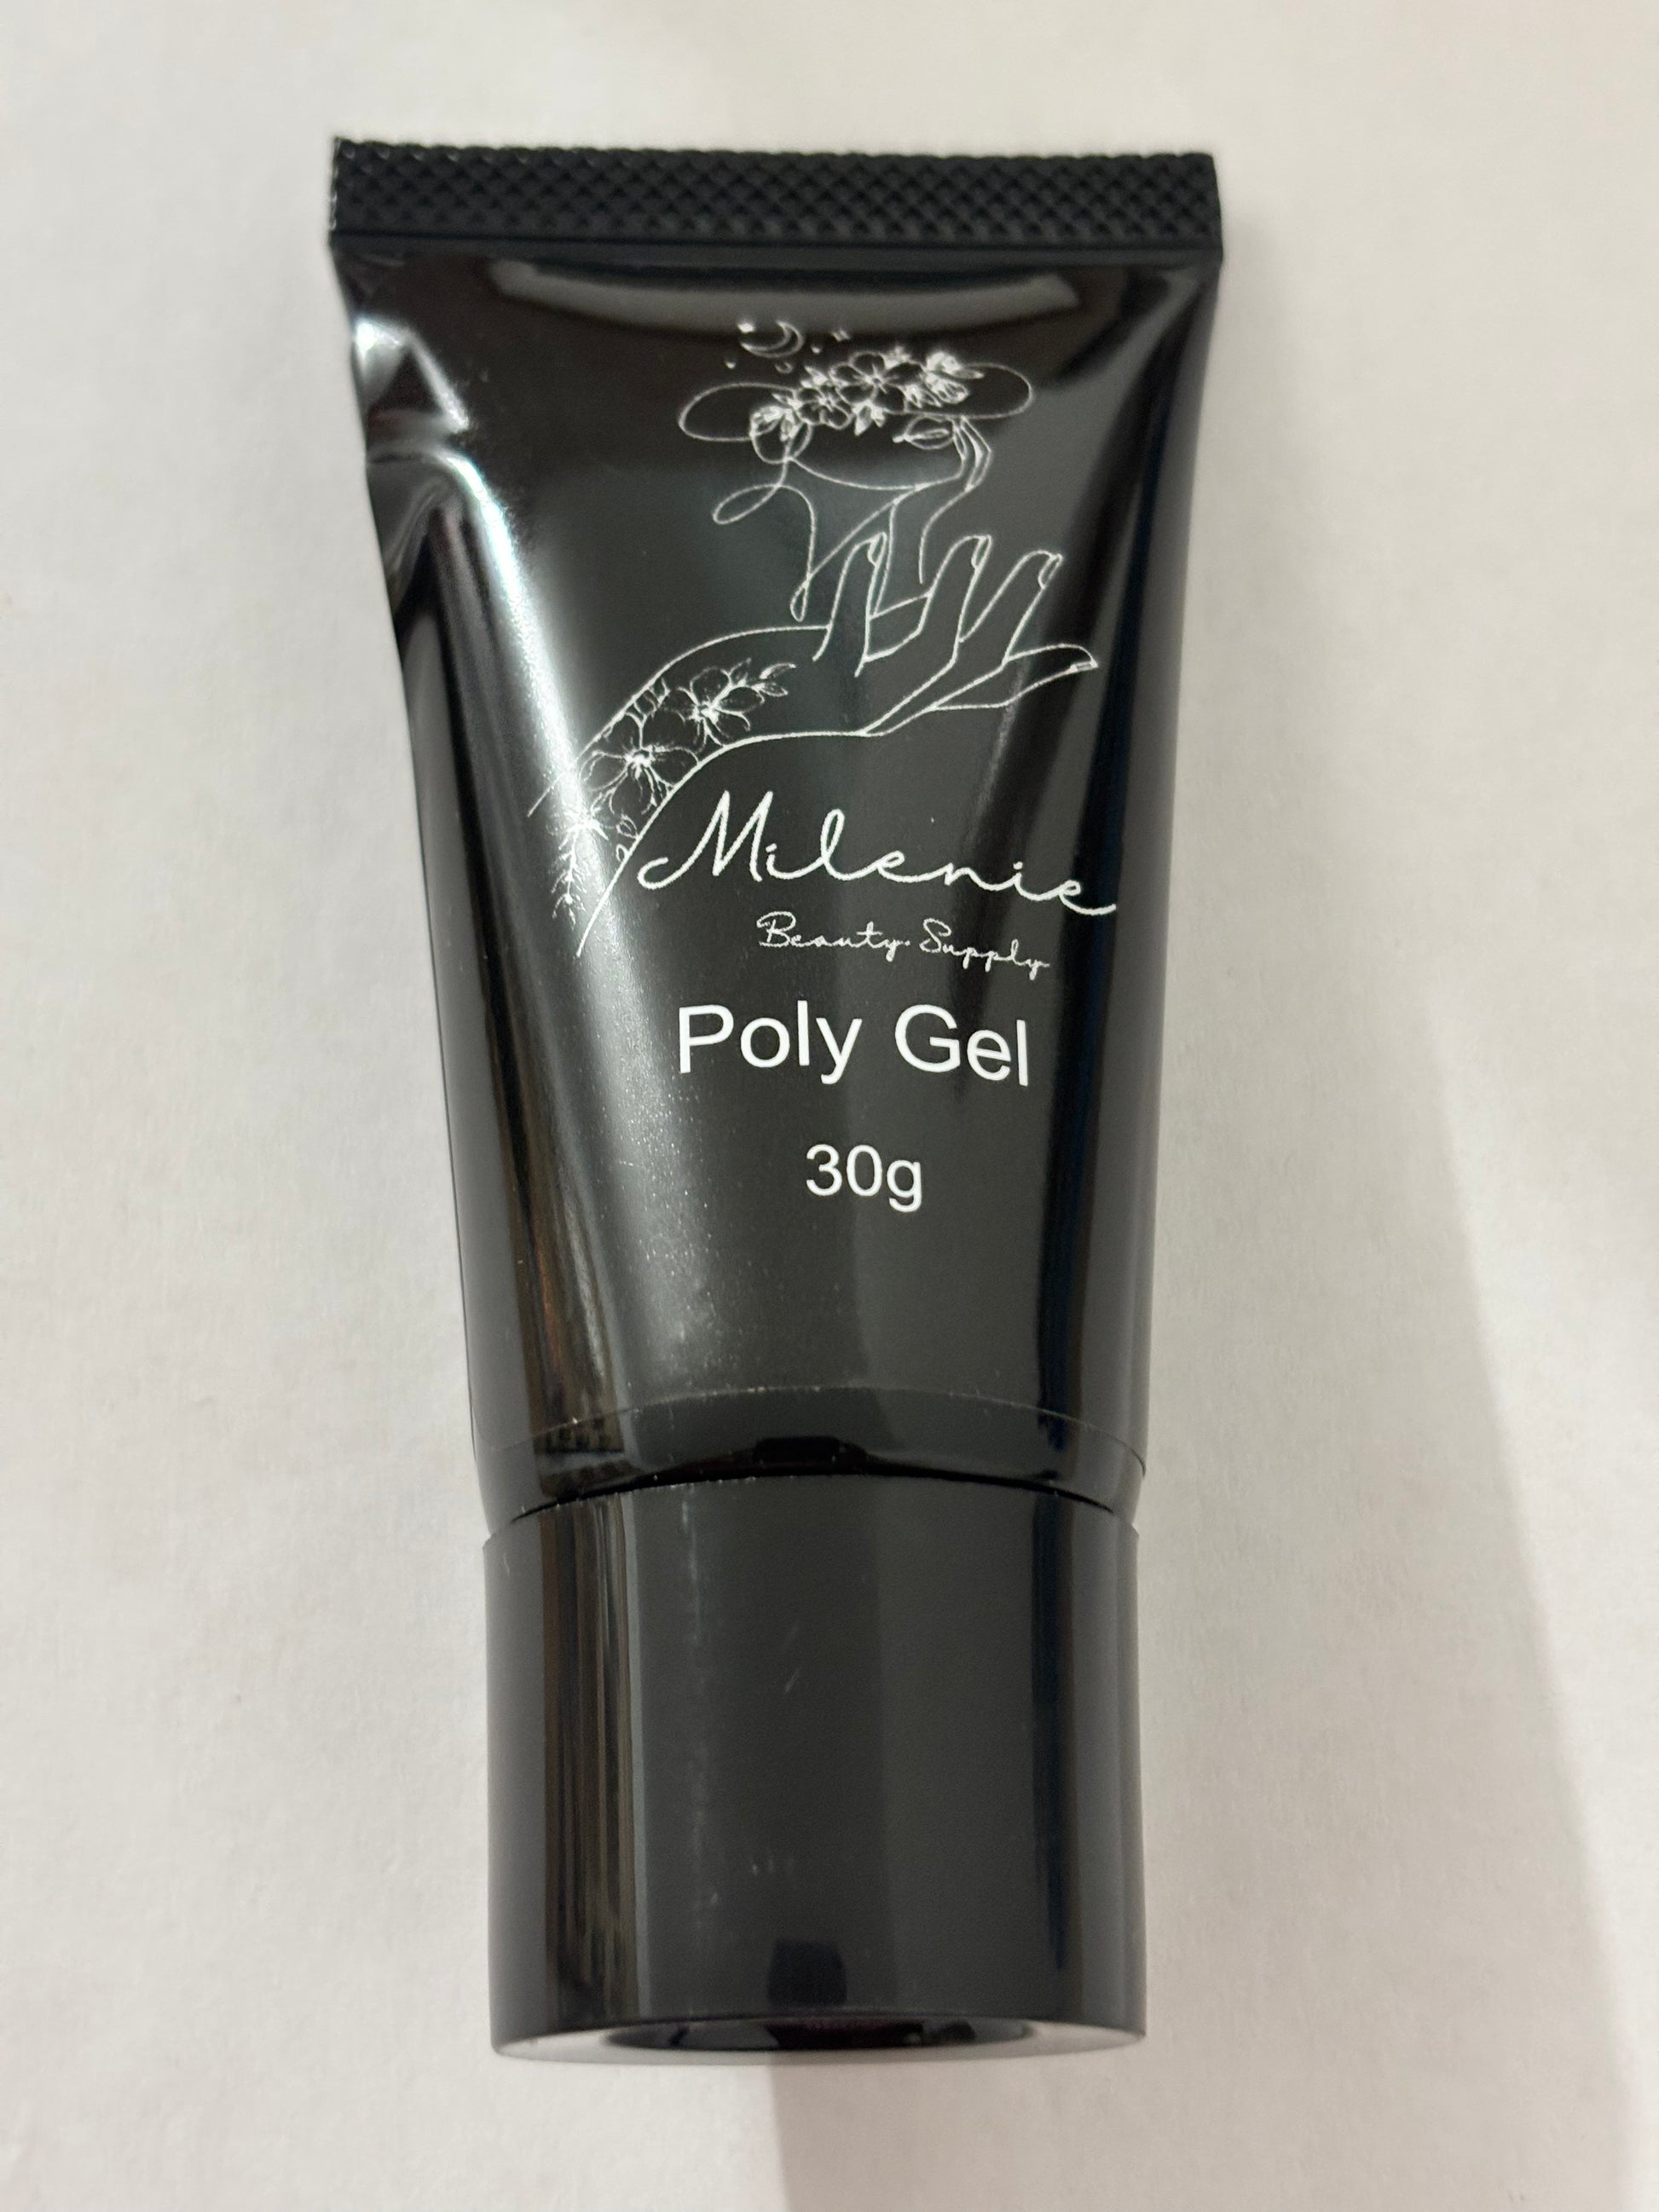 Milenie
Beauty Supply
Poly Gel
30g